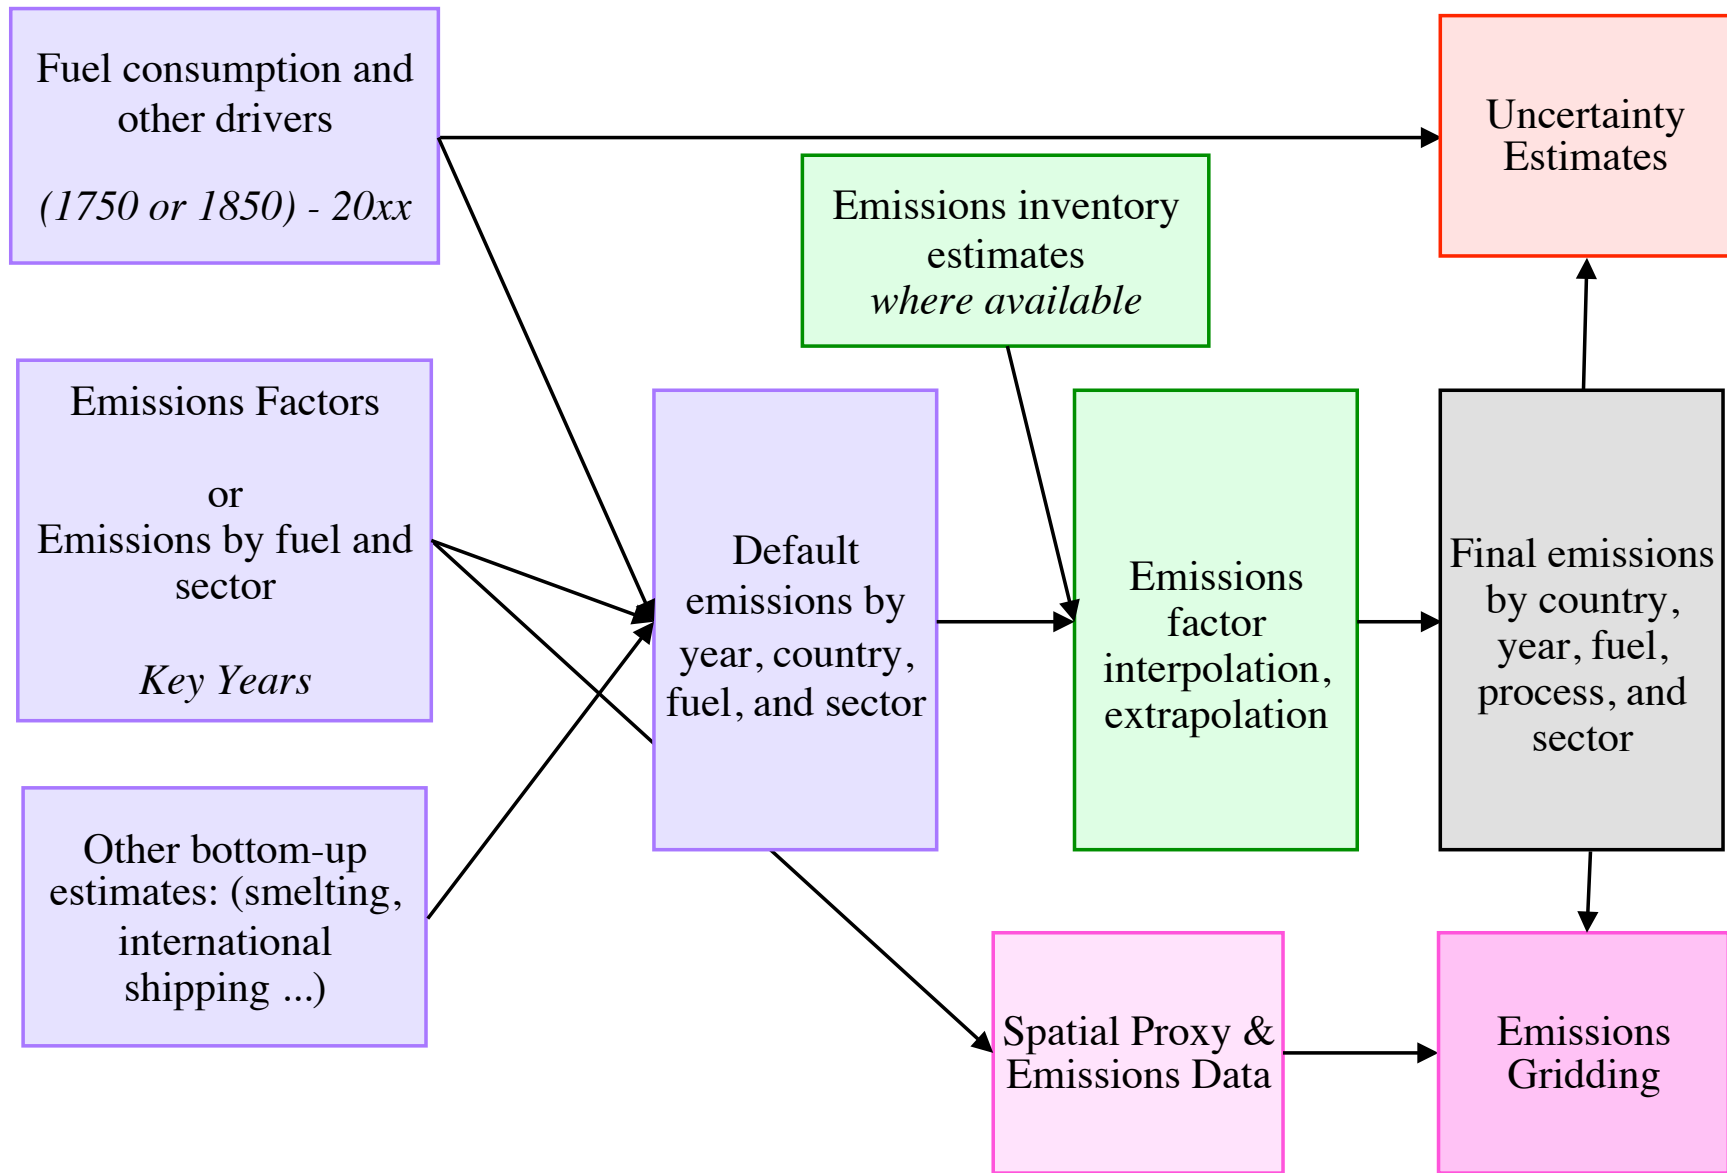 Fuel consumption and
other drivers
(1750 or 1850) - 20xx
Uncertainty
Estimates
Emissions inventory
estimates
where available
Emissions Factors
or
Emissions by fuel and
sector
Key Years
Default
emissions by
year, country,
fuel, and sector
Emissions
factor
interpolation,
extrapolation
Final emissions
by country,
year, fuel,
process, and
sector
Other bottom-up
estimates: (smelting,
international
shipping ...)
Spatial Proxy &
Emissions Data
Emissions
Gridding